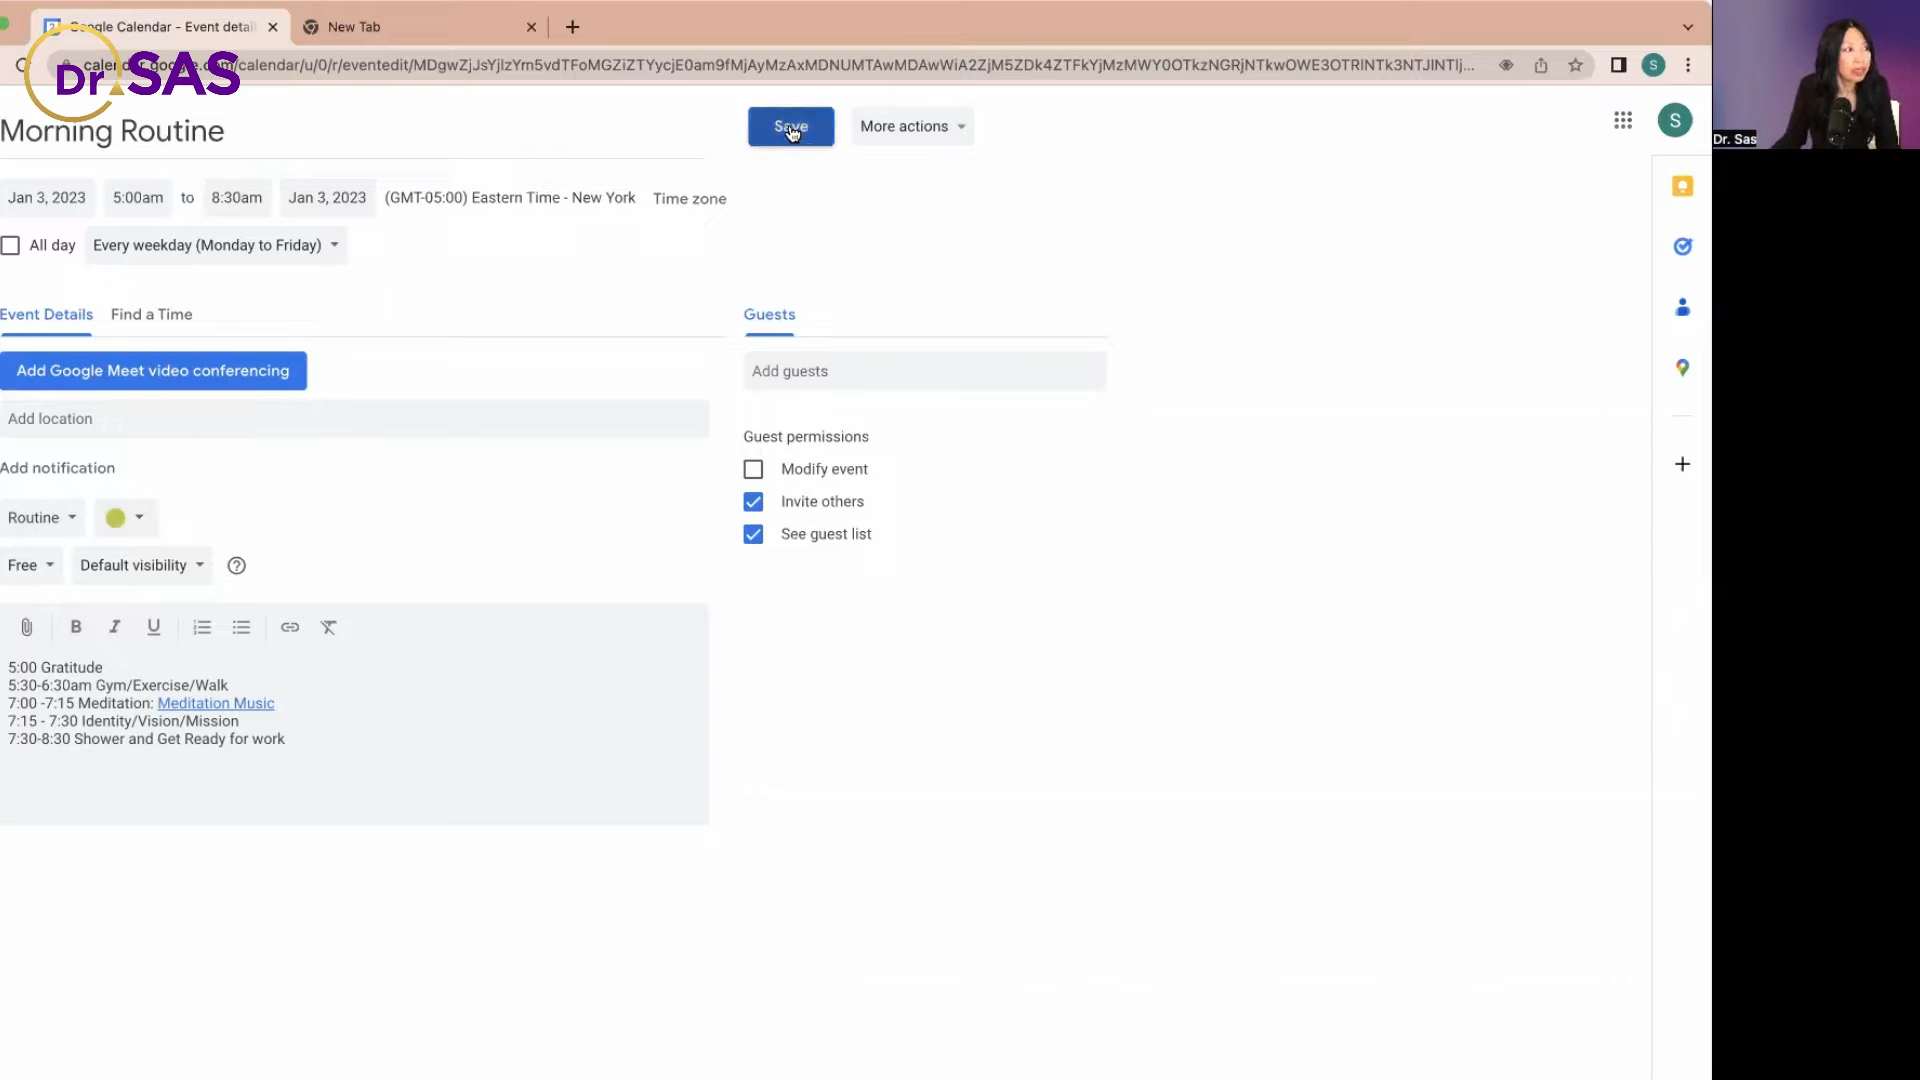 Google Calendar - Event detail
New Tab
calendar.google.com/calendar/u/0/r/eventedit/
Dr. SAS
Morning Routine
Save
More actions
S
S
Dr. Sas
Jan 3, 2023
5:00am
to
8:30am
Jan 3, 2023
(GMT-05:00) Eastern Time - New York
Time zone
All day
Every weekday (Monday to Friday)
Event Details
Find a Time
Guests
Add Google Meet video conferencing
Add guests
Add location
Guest permissions
Add notification
Modify event
Invite others
Routine
See guest list
Free
Default visibility
B
I
U
5:00 Gratitude
5:30-6:30am Gym/Exercise/Walk
7:00 -7:15 Meditation: Meditation Music
7:15 - 7:30 Identity/Vision/Mission
7:30-8:30 Shower and Get Ready for work